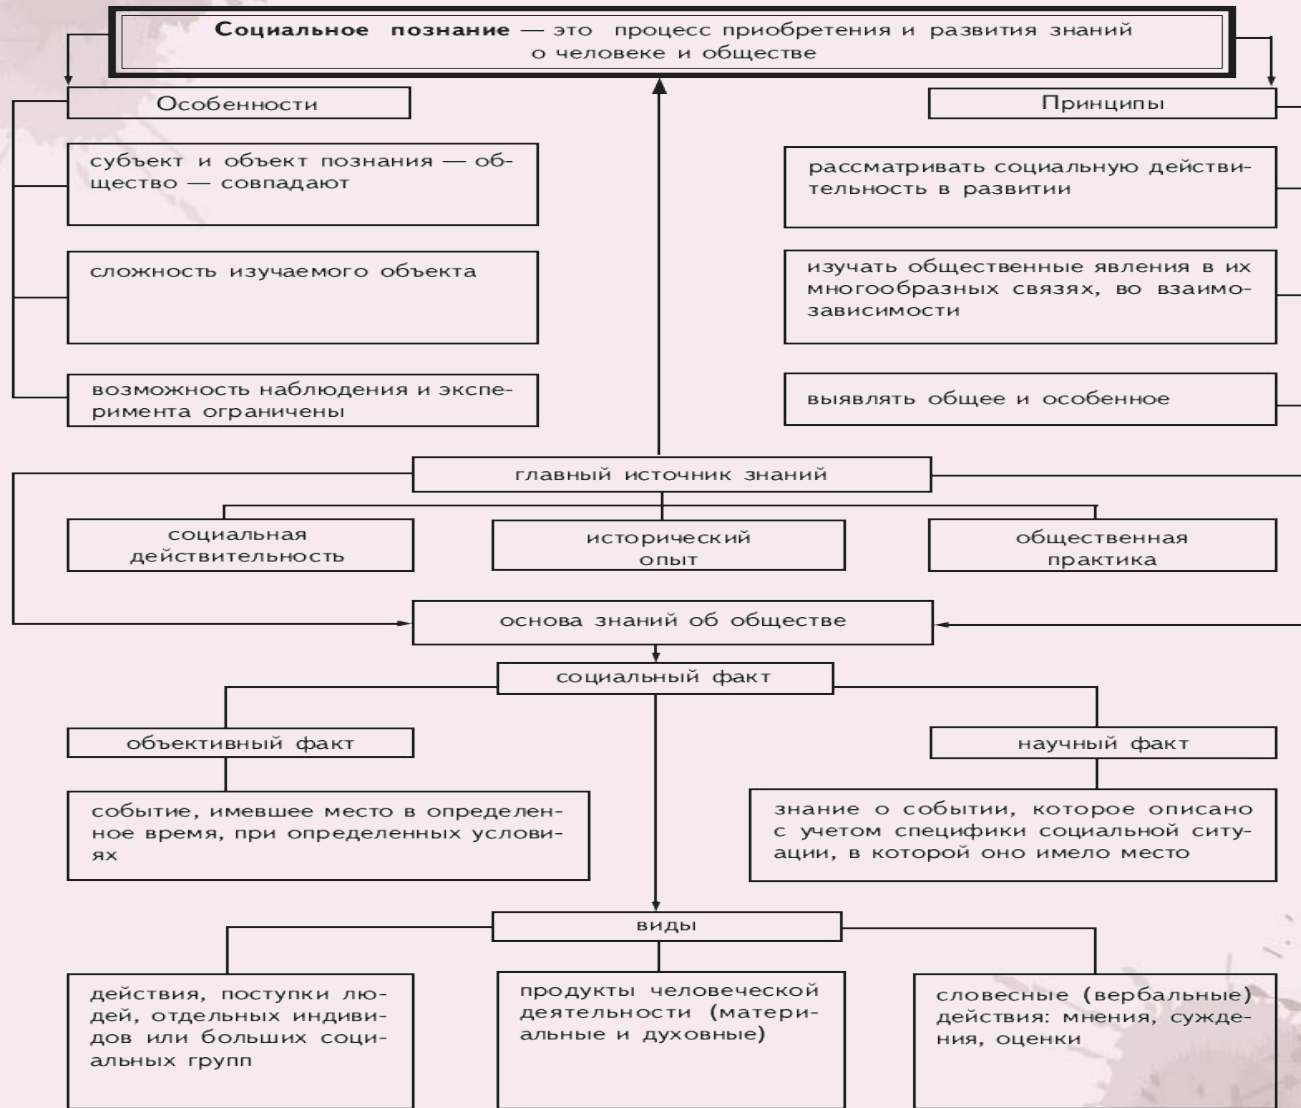 Социальное познание — это процесс приобретения и развития знаний
о человеке и обществе
Особенности
субъект и объект познания — об-
щество — совпадают
сложность изучаемого объекта
возможность наблюдения и экспе-
римента ограничены
Принципы
рассматривать социальную действи-
тельность в развитии
изучать общественные явления в их
многообразных связях, во взаимо-
зависимости
выявлять общее и особенное
главный источник знаний
социальная
действительность
исторический
опыт
общественная
практика
основа знаний об обществе
социальный факт
объективный факт
событие, имевшее место в определен-
ное время, при определенных услови-
ях
научный факт
знание о событии, которое описано
с учетом специфики социальной ситу-
ации, в которой оно имело место
виды
действия, поступки лю-
дей, отдельных индиви-
дов или больших соци-
альных групп
продукты человеческой
деятельности (матери-
альные и духовные)
словесные (вербальные)
действия: мнения, сужде-
ния, оценки